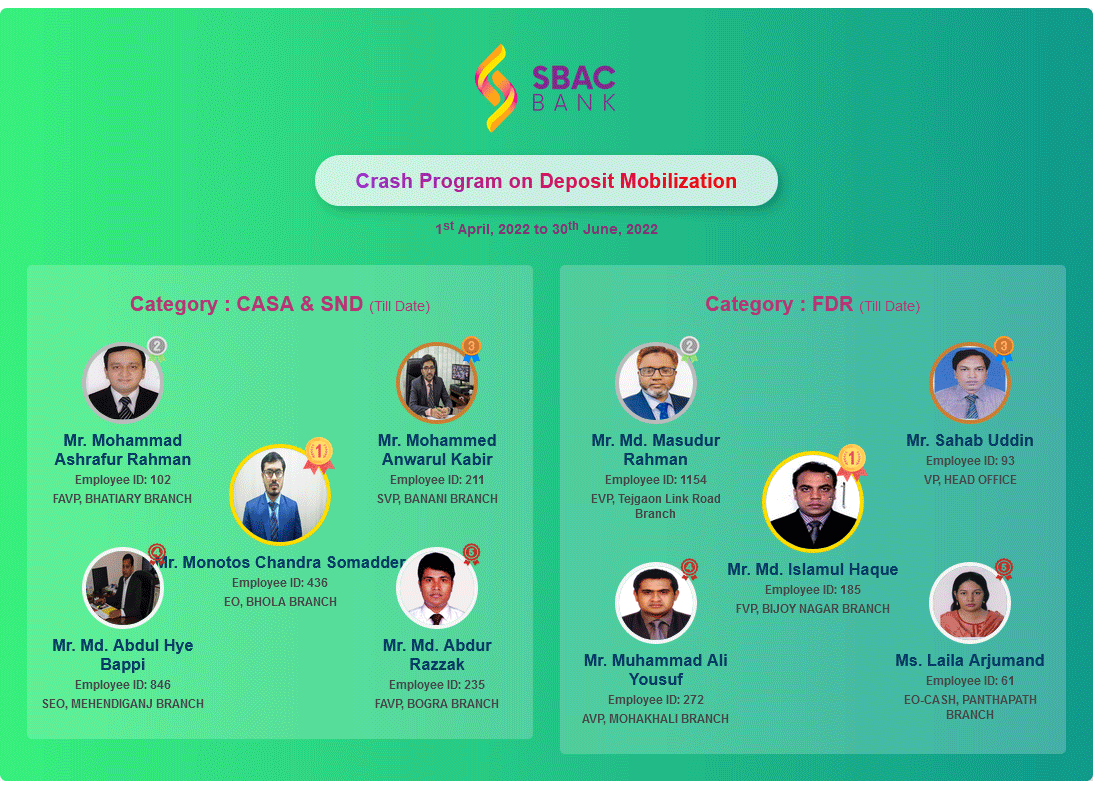 SBAC
BANK
Crash Program on Deposit Mobilization
1st April, 2022 to 30th June, 2022
Category : CASA & SND (Till Date)
2
Mr. Mohammad
Ashrafur Rahman
Employee ID: 102
FAVP, BHATIARY BRANCH
3
Mr. Mohammed
Anwarul Kabir
Employee ID: 211
SVP, BANANI BRANCH
1
Mr. Monotos Chandra Somadder
Employee ID: 436
EO, BHOLA BRANCH
4
Mr. Md. Abdul Hye
Bappi
Employee ID: 846
SEO, MEHENDIGANJ BRANCH
5
Mr. Md. Abdur
Razzak
Employee ID: 235
FAVP, BOGRA BRANCH
Category : FDR (Till Date)
2
Mr. Md. Masudur
Rahman
Employee ID: 1154
EVP, Tejgaon Link Road
Branch
3
Mr. Sahab Uddin
Employee ID: 93
VP, HEAD OFFICE
1
Mr. Md. Islamul Haque
Employee ID: 185
FVP, BIJOY NAGAR BRANCH
4
Mr. Muhammad Ali
Yousuf
Employee ID: 272
AVP, MOHAKHALI BRANCH
5
Ms. Laila Arjumand
Employee ID: 61
EO-CASH, PANTHAPATH
BRANCH